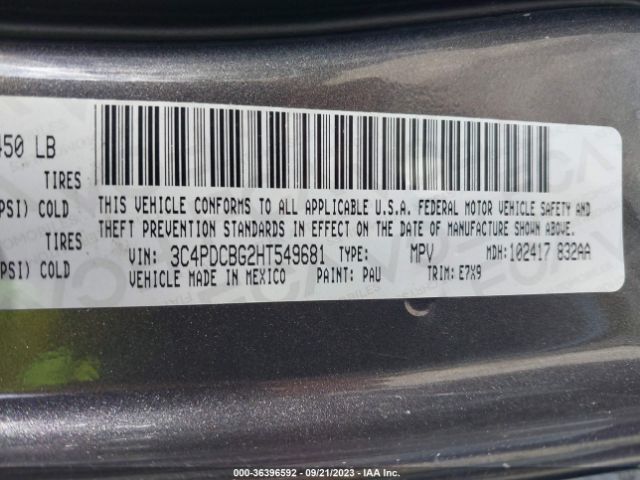 450 LB
TIRES
PSI) COLD
TIRES
PSI) COLD
THIS VEHICLE CONFORMS TO ALL APPLICABLE U.S.A. FEDERAL MOTOR VEHICLE SAFETY AND
THEFT PREVENTION STANDARDS IN EFFECT ON THE DATE OF MANUFACTURE SHOWN ABOVE.
VIN: 3C4PDCBG2HT549681 TYPE: MPV MDH: 102417 832AA
VEHICLE MADE IN MEXICO PAINT: PAU TRIM: E7X9
000-36396592 - 09/21/2023 - IAA Inc.